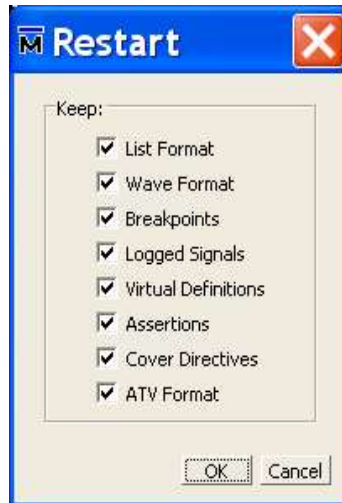 M Restart
Keep:
List Format
Wave Format
Breakpoints
Logged Signals
Virtual Definitions
Assertions
Cover Directives
ATV Format
OK Cancel